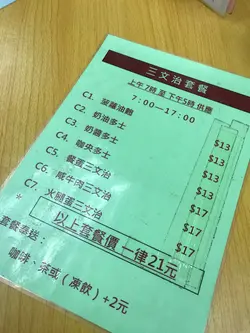 三文治套餐
上午7時 至 下午5時 供應
7:00—17:00
C1. 菠蘿油飽 $13
C2. 奶油多士 $13
C3. 奶醬多士 $13
C4. 咖央多士 $13
C5. 餐蛋三文治 $17
C6. 咸牛肉三文治 $17
C7. 火腿蛋三文治 $17
* 以上套餐價 一律21元
套餐奉送:
咖啡,茶或(凍飲)+2元